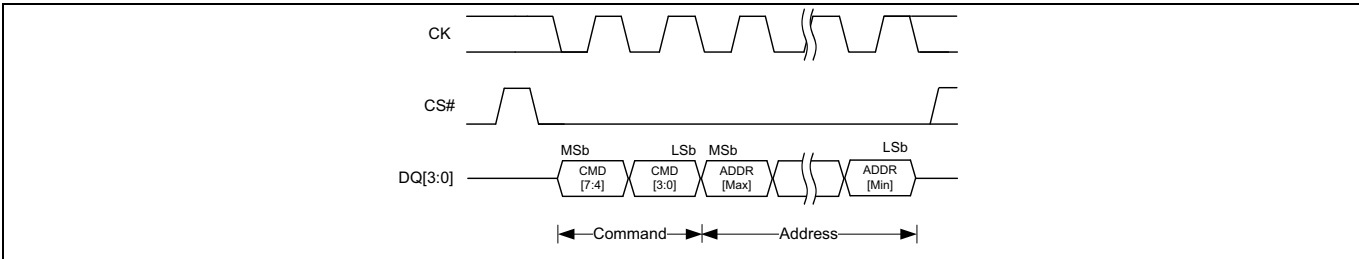 CK
CS#
MSb LSb MSb LSb
DQ[3:0]
CMD CMD ADDR ADDR
[7:4] [3:0] [Max] [Min]
Command Address